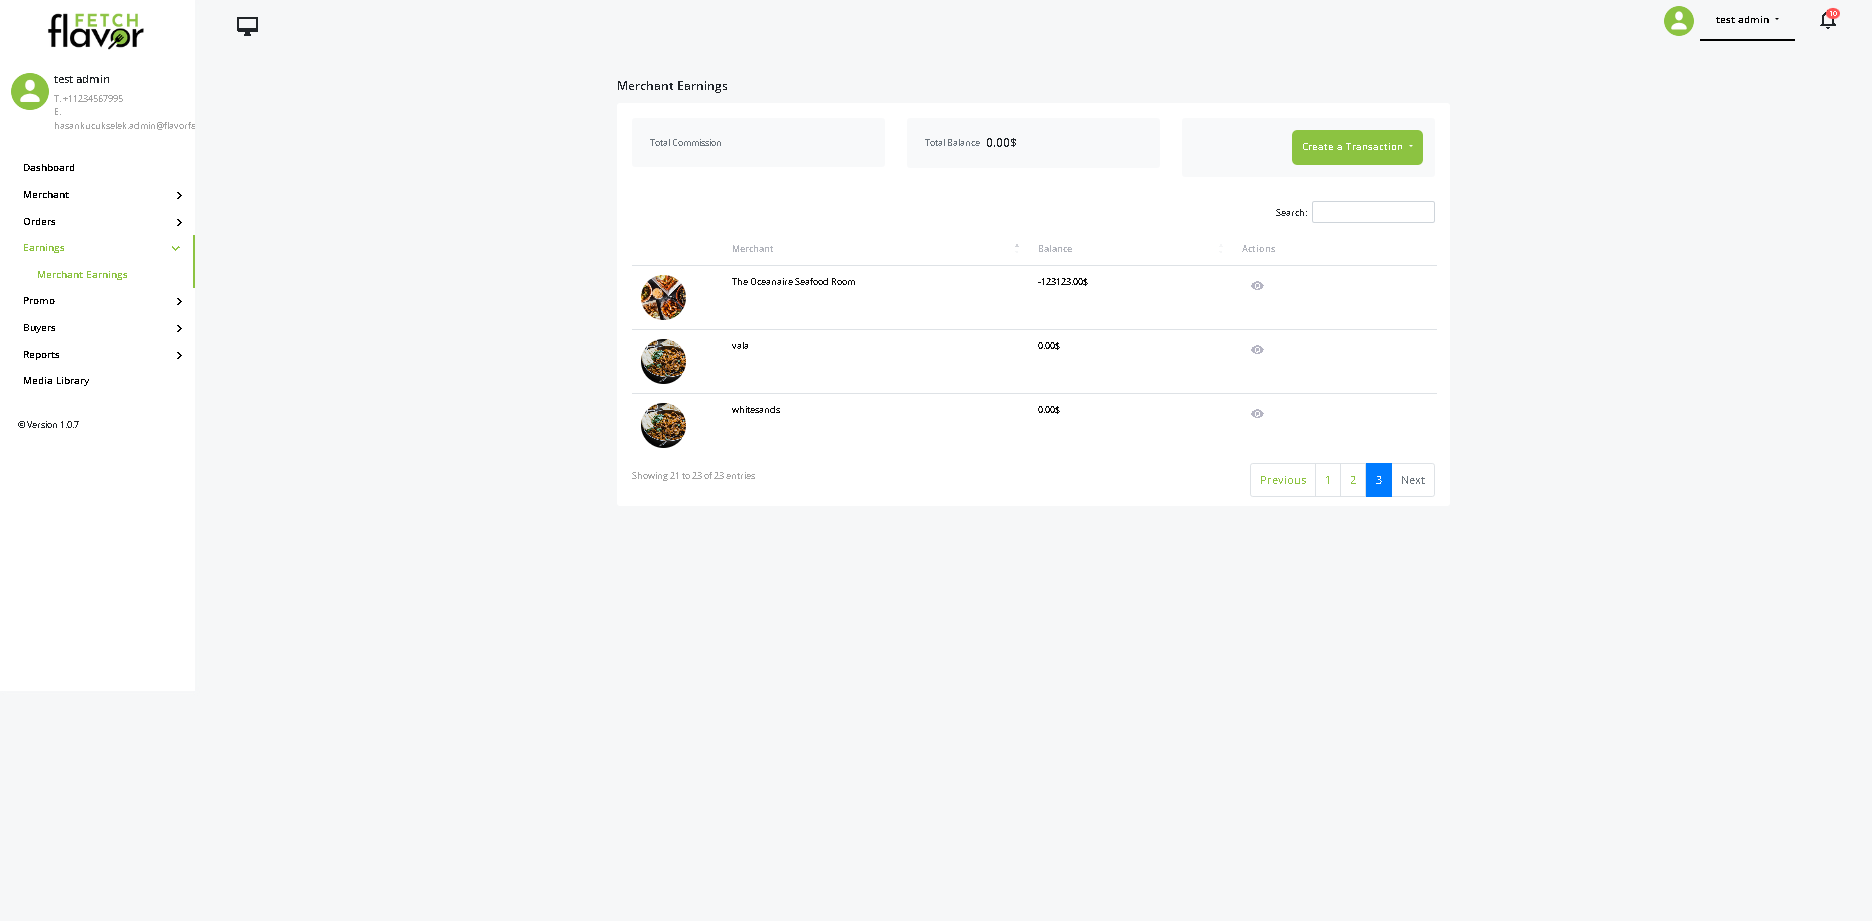 FETCH
flavor
test admin
10
test admin
T. +11234567995
E.
hasankucukselek.admin@flavorfe
Dashboard
Merchant
Orders
Earnings
Merchant Earnings
Promo
Buyers
Reports
Media Library
© Version 1.0.7
Merchant Earnings
Total Commission
Total Balance 0.00$
Create a Transaction
Search:
Merchant Balance Actions
The Oceanaire Seafood Room -123123.00$
vala 0.00$
whitesands 0.00$
Showing 21 to 23 of 23 entries
Previous 1 2 3 Next